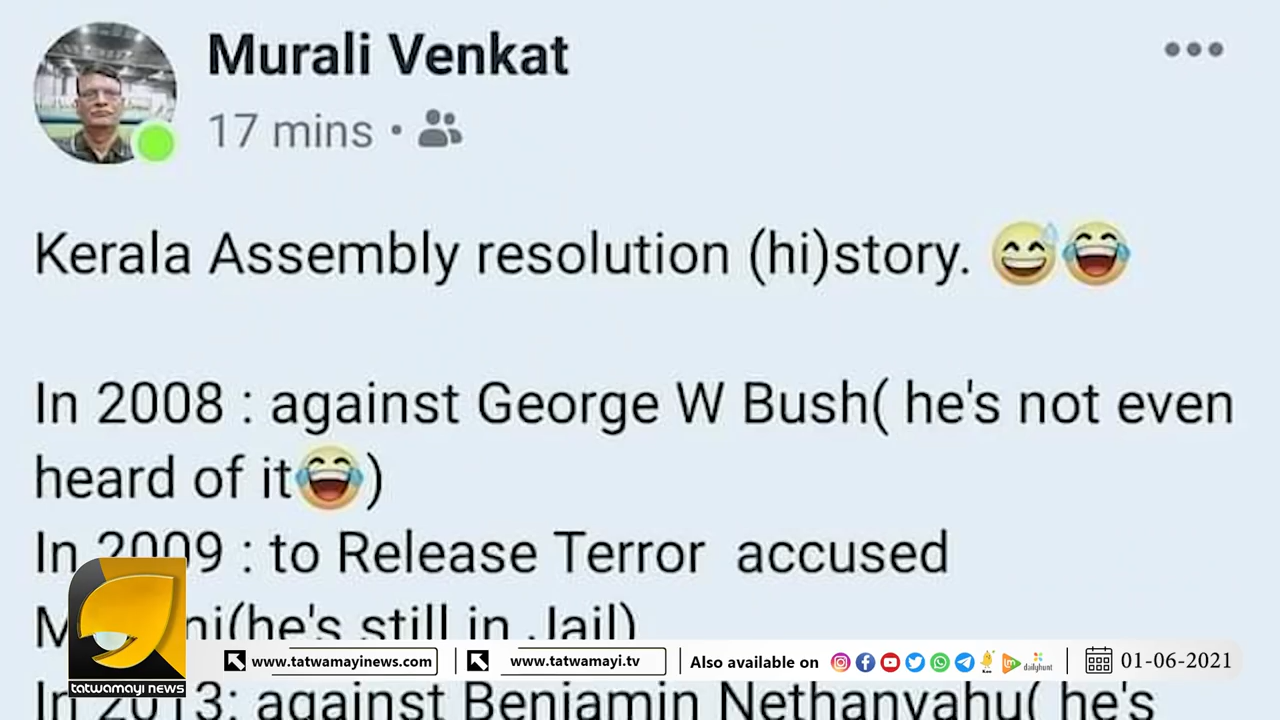 Murali Venkat
17 mins •
Kerala Assembly resolution (hi)story. 😅😂
In 2008 : against George W Bush( he's not even
heard of it😂)
In 2009 : to Release Terror accused
(he's still in Jail)
In 2013: against Benjamin Nethanyahu( he's
tatwamayi news
www.tatwamayinews.com
www.tatwamayi.tv
Also available on
dailyhunt
01-06-2021